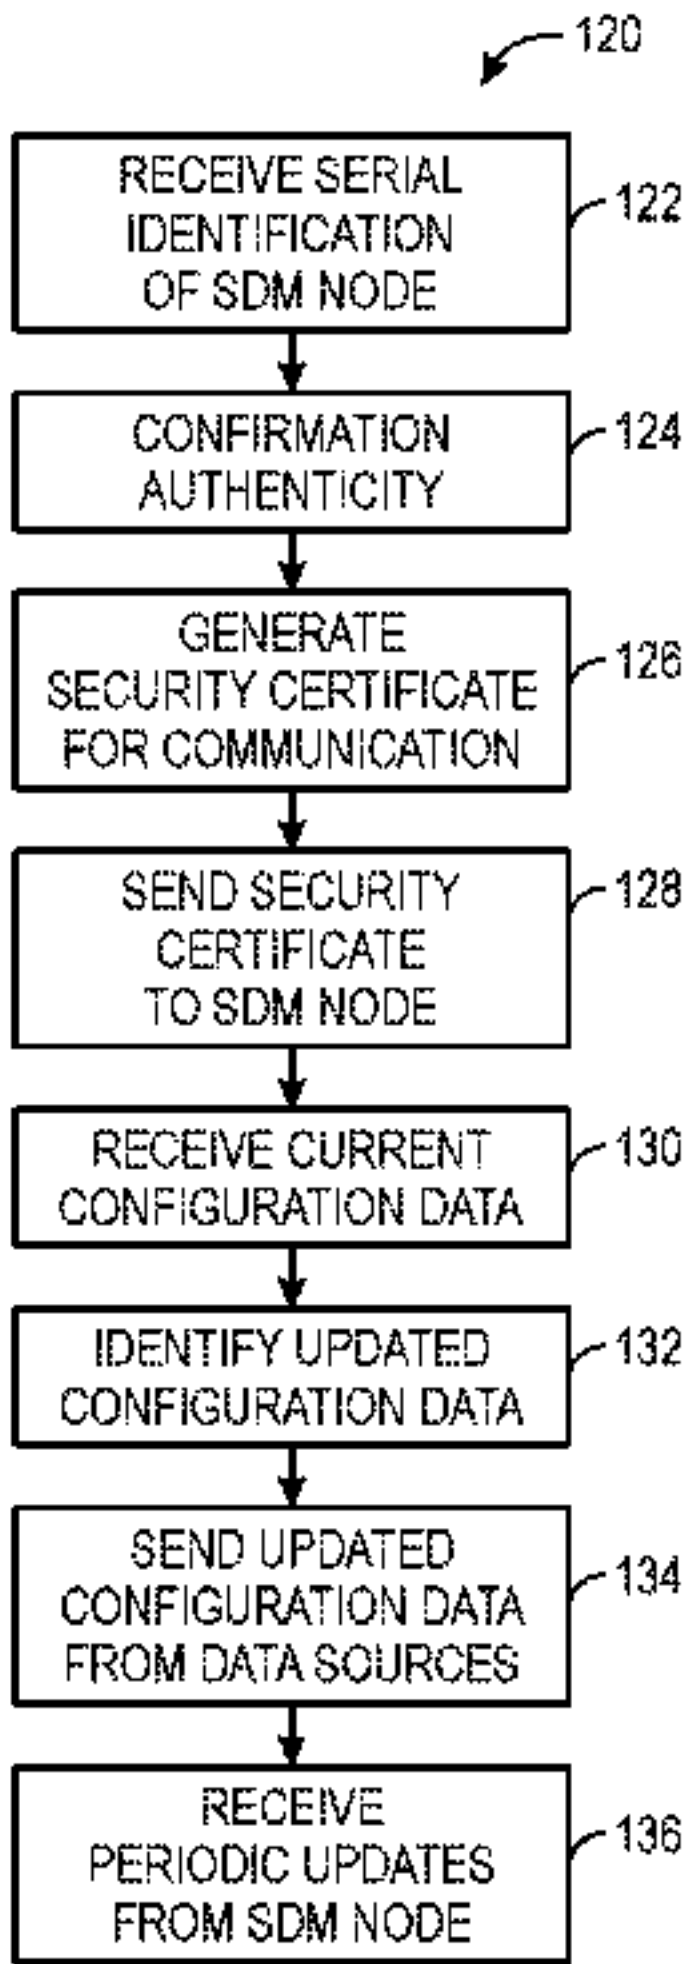 120
RECEIVE SERIAL
IDENTIFICATION
OF SDM NODE
122
CONFIRMATION
AUTHENTICITY
124
GENERATE
SECURITY CERTIFICATE
FOR COMMUNICATION
126
SEND SECURITY
CERTIFICATE
TO SDM NODE
128
RECEIVE CURRENT
CONFIGURATION DATA
130
IDENTIFY UPDATED
CONFIGURATION DATA
132
SEND UPDATED
CONFIGURATION DATA
FROM DATA SOURCES
134
RECEIVE
PERIODIC UPDATES
FROM SDM NODE
136